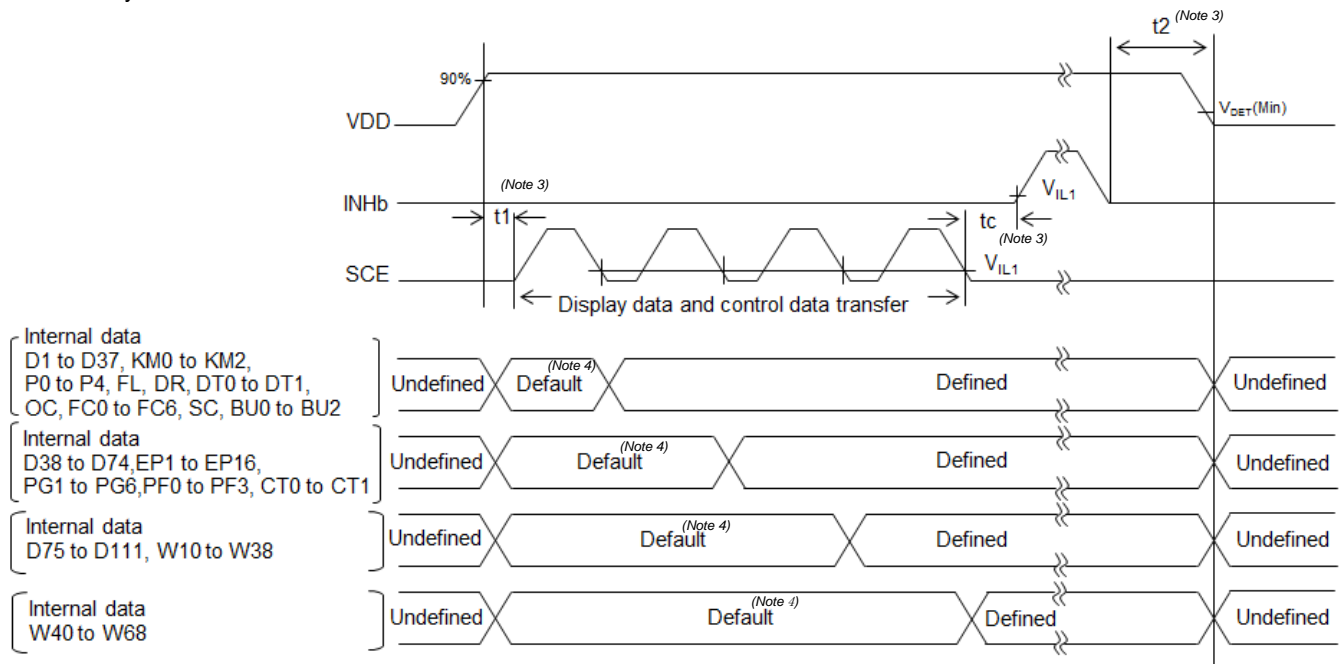 t2 (Note 3)
90%
VDD
VDET(Min)
(Note 3)
INHb
VIL1
t1
tc
(Note 3)
SCE
VIL1
Display data and control data transfer
Internal data
D1 to D37, KM0 to KM2,
P0 to P4, FL, DR, DT0 to DT1,
OC, FC0 to FC6, SC, BU0 to BU2
Undefined
Default (Note 4)
Defined
Undefined
Internal data
D38 to D74,EP1 to EP16,
PG1 to PG6,PF0 to PF3, CT0 to CT1
Undefined
Default (Note 4)
Defined
Undefined
Internal data
D75 to D111, W10 to W38
Undefined
Default (Note 4)
Defined
Undefined
Internal data
W40 to W68
Undefined
Default (Note 4)
Defined
Undefined